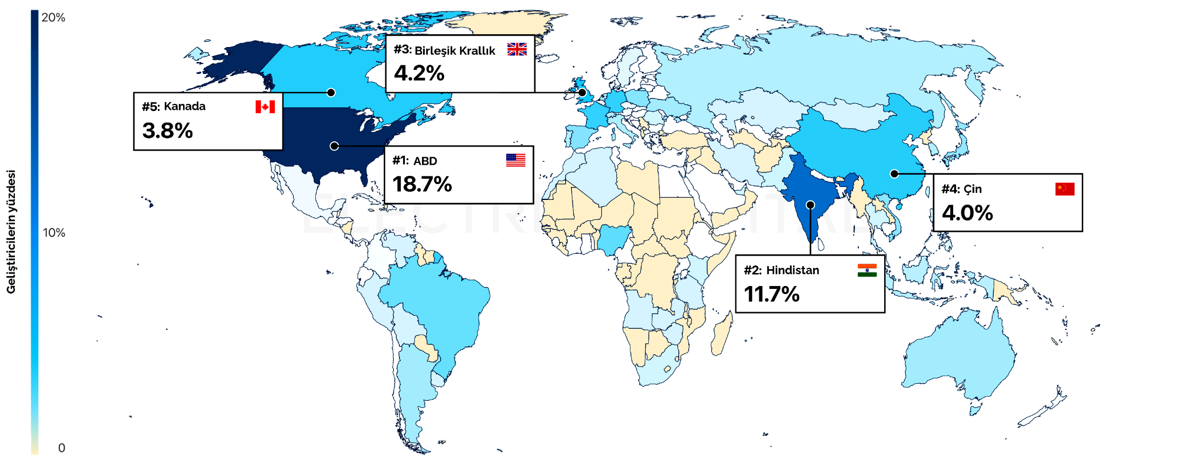 20%
#3: Birleşik Krallık
4.2%
#5: Kanada
3.8%
#1: ABD
18.7%
#4: Çin
4.0%
10%
#2: Hindistan
11.7%
Geliştiricilerin yüzdesi
0